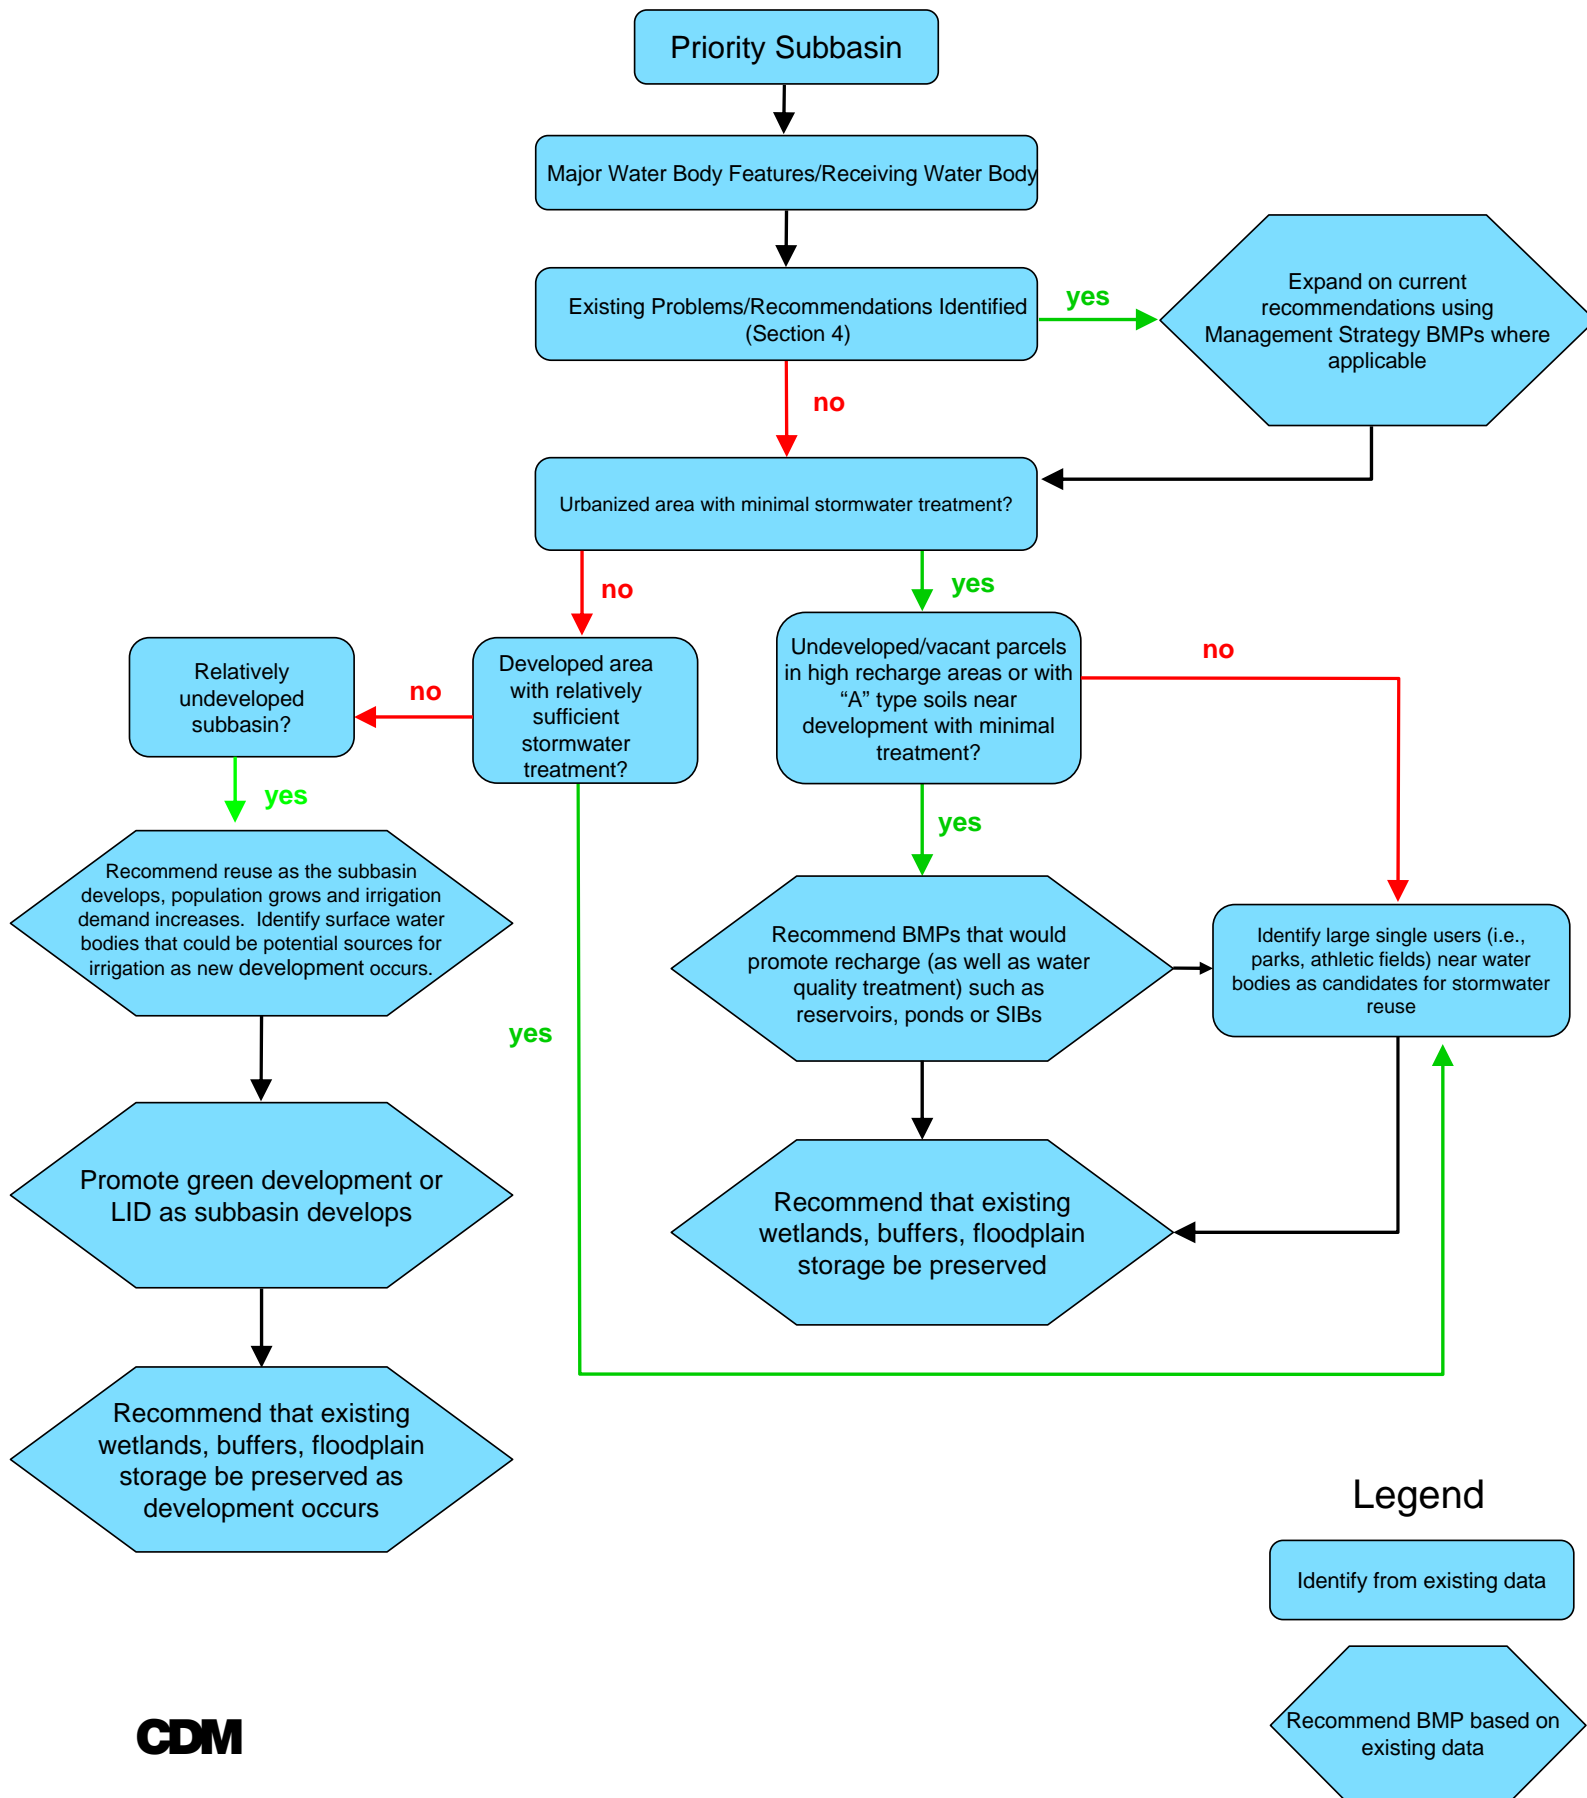 Priority Subbasin
Major Water Body Features/Receiving Water Body
Existing Problems/Recommendations Identified
(Section 4)
yes
Expand on current
recommendations using
Management Strategy BMPs where
applicable
no
Urbanized area with minimal stormwater treatment?
no
yes
Relatively
undeveloped
subbasin?
no
Developed area
with relatively
sufficient
stormwater
treatment?
Undeveloped/vacant parcels
in high recharge areas or with
“A” type soils near
development with minimal
treatment?
no
yes
yes
Recommend reuse as the subbasin
develops, population grows and irrigation
demand increases.  Identify surface water
bodies that could be potential sources for
irrigation as new development occurs.
Recommend BMPs that would
promote recharge (as well as water
quality treatment) such as
reservoirs, ponds or SIBs
Identify large single users (i.e.,
parks, athletic fields) near water
bodies as candidates for stormwater
reuse
yes
Promote green development or
LID as subbasin develops
Recommend that existing
wetlands, buffers, floodplain
storage be preserved
Recommend that existing
wetlands, buffers, floodplain
storage be preserved as
development occurs
Legend
Identify from existing data
Recommend BMP based on
existing data
CDM